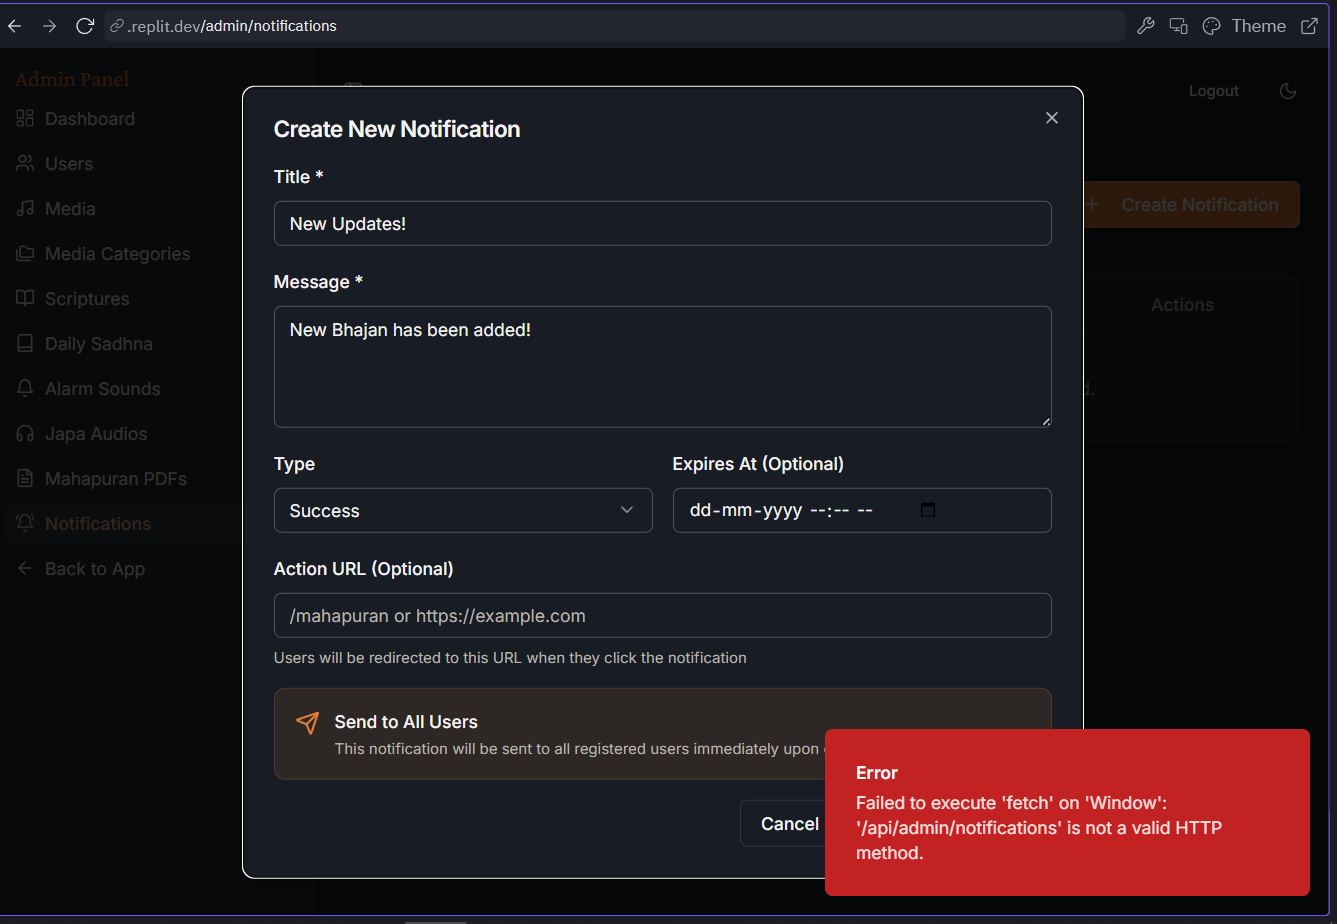 .replit.dev/admin/notifications
Theme
Admin Panel
Dashboard
Users
Media
Media Categories
Scriptures
Daily Sadhna
Alarm Sounds
Japa Audios
Mahapuran PDFs
Notifications
Back to App
Logout
Create Notification
Actions
d.
Create New Notification
Title *
New Updates!
Message *
New Bhajan has been added!
Type
Expires At (Optional)
Success
dd-mm-yyyy --:-- --
Action URL (Optional)
/mahapuran or https://example.com
Users will be redirected to this URL when they click the notification
Send to All Users
This notification will be sent to all registered users immediately upon
Cancel
Error
Failed to execute 'fetch' on 'Window':
'/api/admin/notifications' is not a valid HTTP
method.